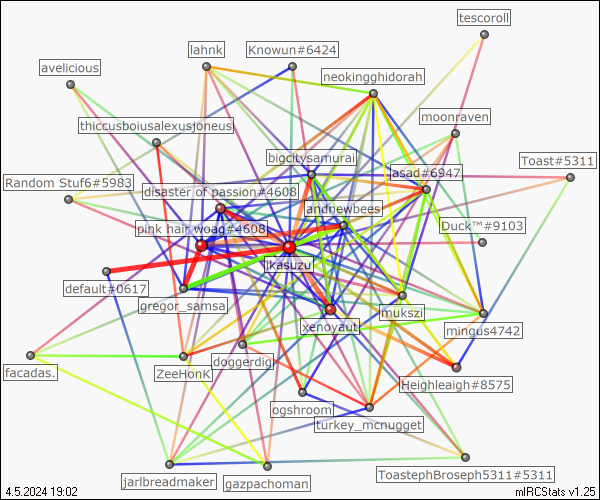 tescoroll
lahnk
Knowun#6424
avelicious
neokingghidorah
moonraven
thiccusboiusalexusjoneus
bigcitysamurai
Toast#5311
asad#6947
Random Stuf6#5983
disaster of passion#4608
andnewbees
Duck™#9103
pink hair woag#4608
ikasuzu
default#0617
gregor_samsa
mukszi
xenoyaut
mingus4742
doggerdig
facadas.
ZeeHonK
Heighleaigh#8575
ogshroom
turkey_mcnugget
ToastephBroseph5311#5311
jarlbreadmaker
gazpachoman
4.5.2024 19:02
mIRCStats v1.25